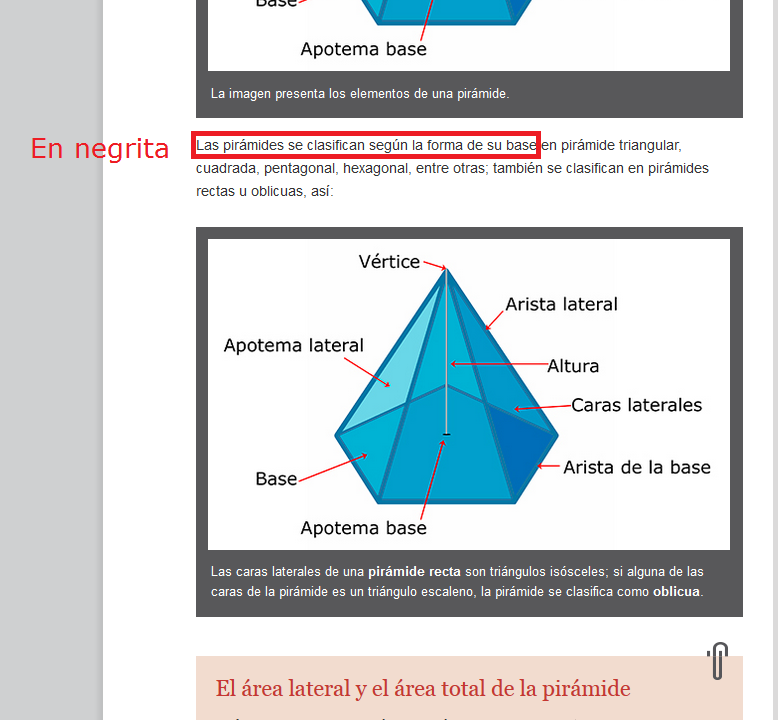 Base
Apotema base
La imagen presenta los elementos de una pirámide.
En negrita
Las pirámides se clasifican según la forma de su base en pirámide triangular,
cuadrada, pentagonal, hexagonal, entre otras; también se clasifican en pirámides
rectas u oblicuas, así:
Vértice
Arista lateral
Apotema lateral
Altura
Caras laterales
Arista de la base
Base
Apotema base
Las caras laterales de una pirámide recta son triángulos isósceles; si alguna de las
caras de la pirámide es un triángulo escaleno, la pirámide se clasifica como oblicua.
El área lateral y el área total de la pirámide